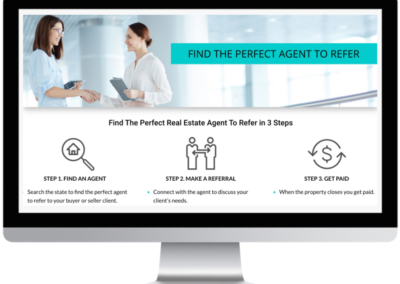 FIND THE PERFECT AGENT TO REFER
Find The Perfect Real Estate Agent To Refer in 3 Steps
STEP 1. FIND AN AGENT
Search the state to find the perfect agent
to refer to your buyer or seller client.
STEP 2. MAKE A REFERRAL
Connect with the agent to discuss your
client's needs.
STEP 3. GET PAID
When the property closes you get paid.